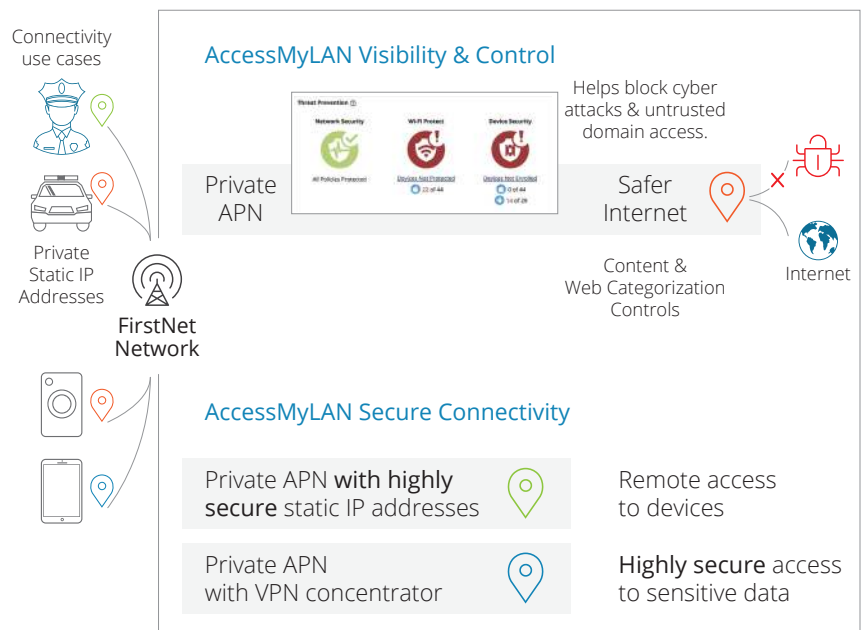 Connectivity
use cases
Private
Static IP
Addresses
FirstNet
Network
AccessMyLAN Visibility & Control
Private
APN
Threat Prevention
Network Security
All Policies Protected
Wi-Fi Protect
Devices Not Protected
22 of 44
Device Security
Devices Not Enrolled
0 of 44
14 of 28
Helps block cyber
attacks & untrusted
domain access.
Safer
Internet
Internet
Content &
Web Categorization
Controls
AccessMyLAN Secure Connectivity
Private APN with highly
secure static IP addresses
Remote access
to devices
Private APN
with VPN concentrator
Highly secure access
to sensitive data